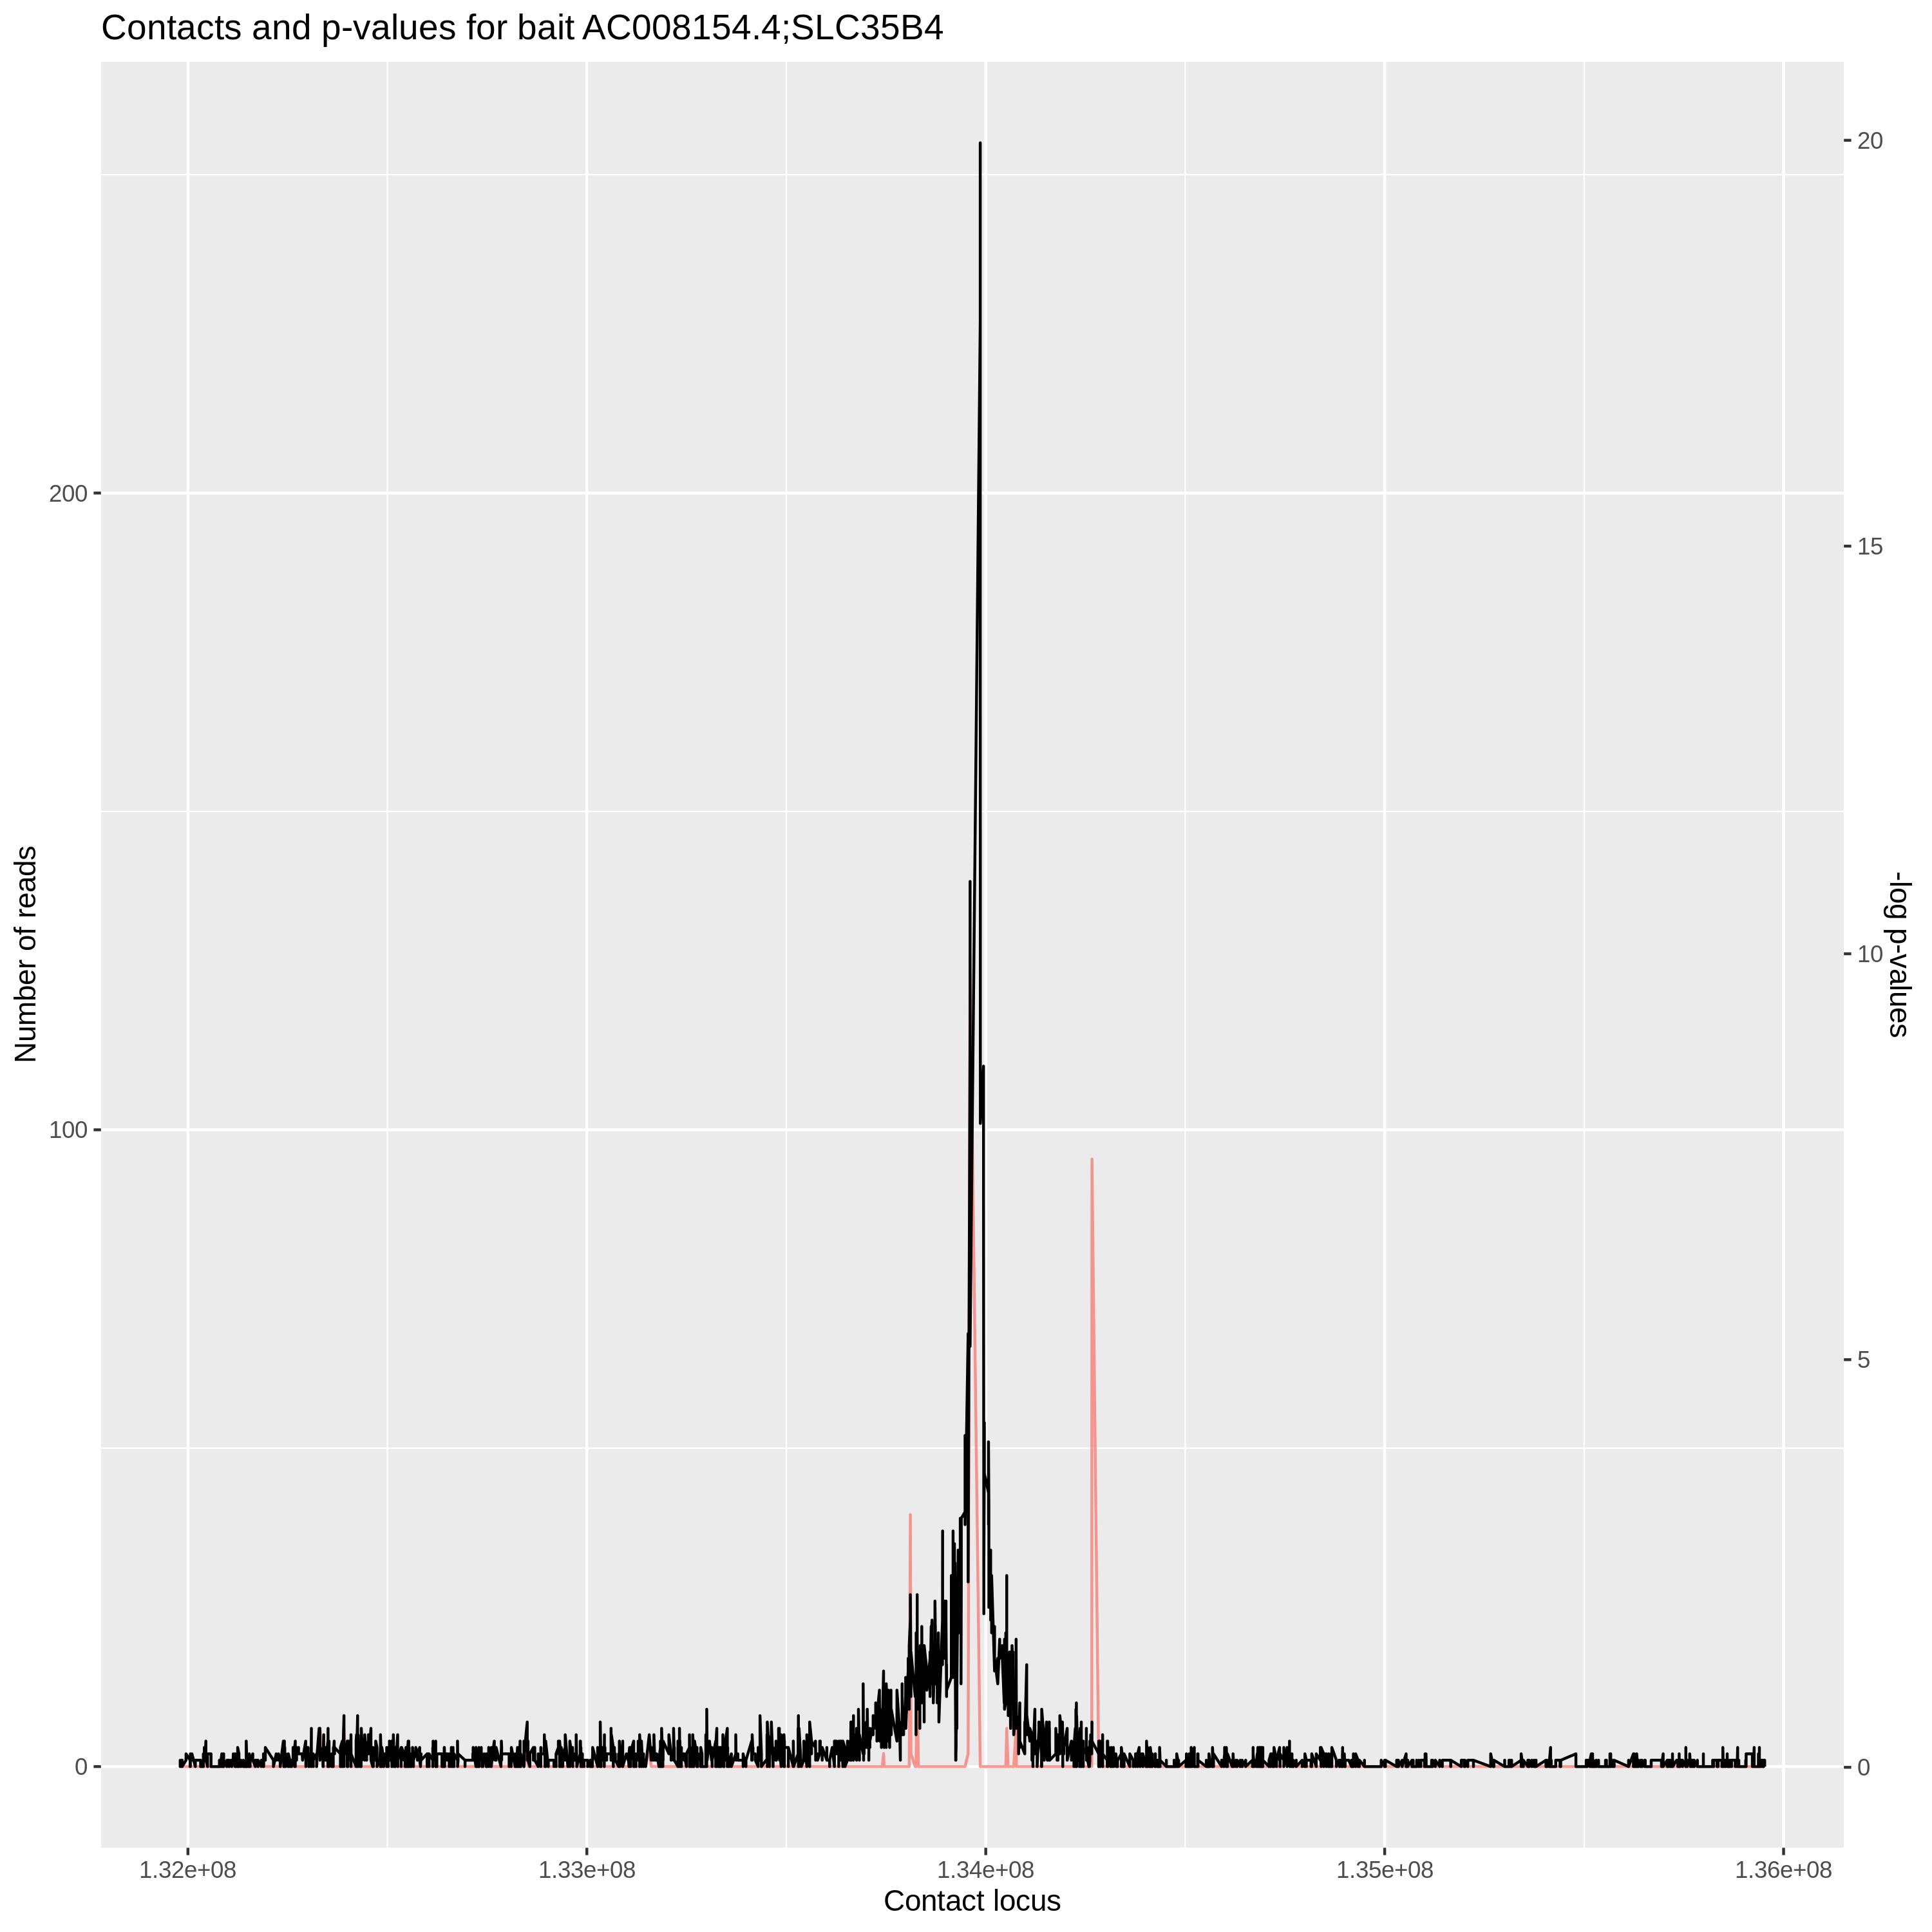 Contacts and p-values for bait AC008154.4;SLC35B4
Number of reads
200
100
0
20
15
10
5
0
-log p-values
1.32e+08
1.33e+08
1.34e+08
1.35e+08
1.36e+08
Contact locus